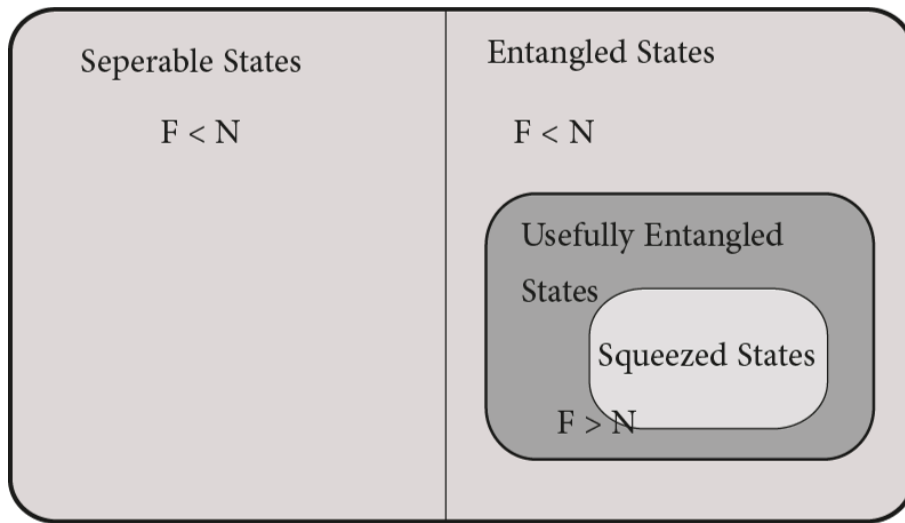 Seperable States
F < N
Entangled States
F < N
Usefully Entangled
States
Squeezed States
F > N